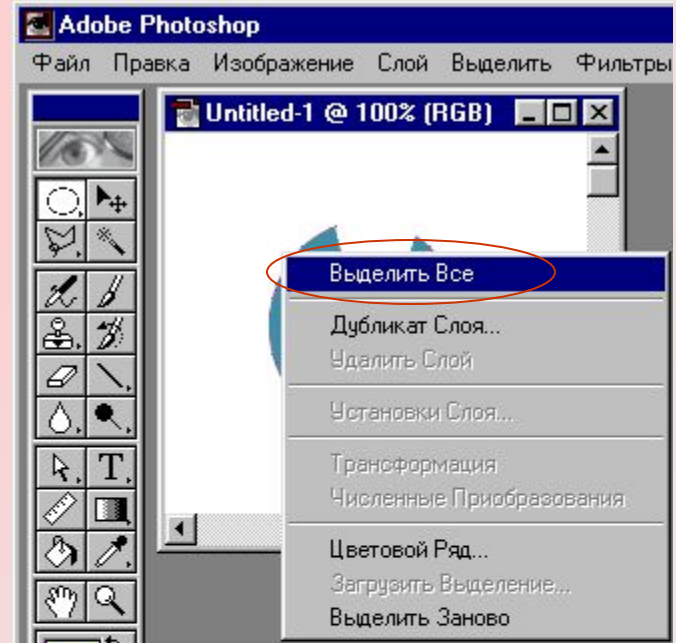 Adobe Photoshop
Файл Правка Изображение Слой Выделить Фильтры
Untitled-1 @ 100% (RGB)
Выделить Все
Дубликат Слоя...
Удалить Слой
Установки Слоя...
Трансформация
Численные Приобразования
Цветовой Ряд...
Загрузить Выделение...
Выделить Заново
T